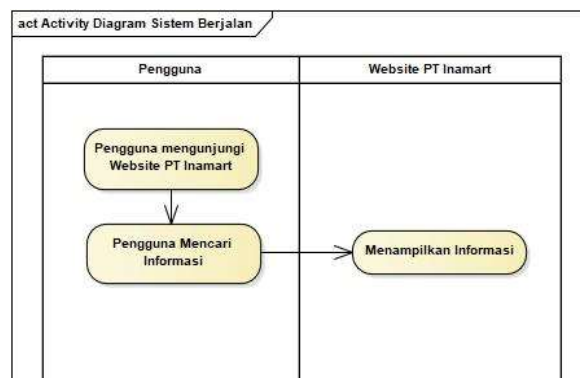 act Activity Diagram Sistem Berjalan
Pengguna
Website PT Inamart
Pengguna mengunjungi
Website PT Inamart
Pengguna Mencari
Informasi
Menampilkan Informasi